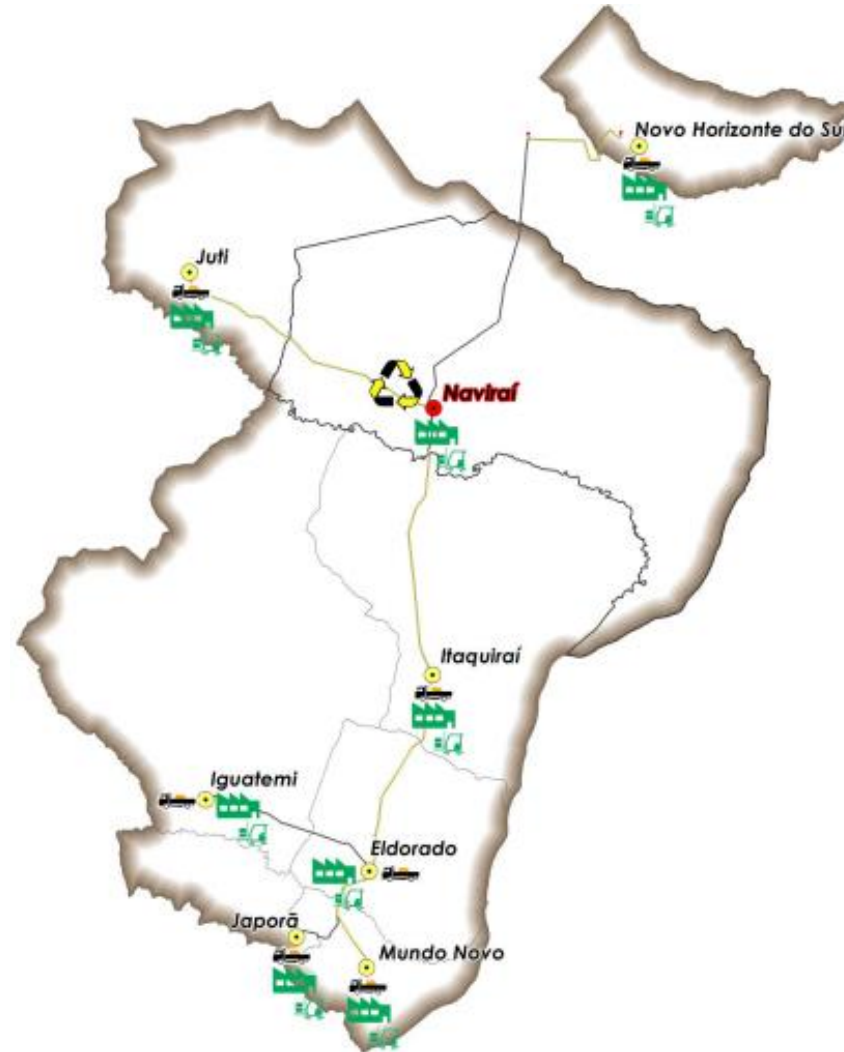 Novo Horizonte do Su
Juti
Naviraí
Itaquiraí
Iguatemi
Eldorado
Japorã
Mundo Novo